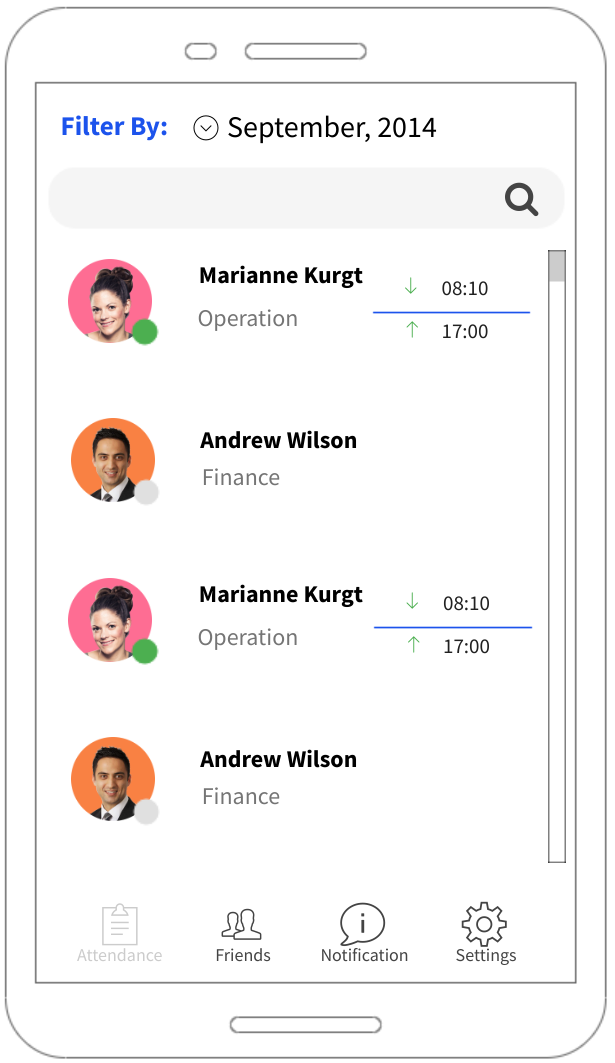 Filter By: September, 2014
Marianne Kurgt
08:10
Operation
17:00
Andrew Wilson
Finance
Marianne Kurgt
08:10
Operation
17:00
Andrew Wilson
Finance
Attendance
Friends
Notification
Settings